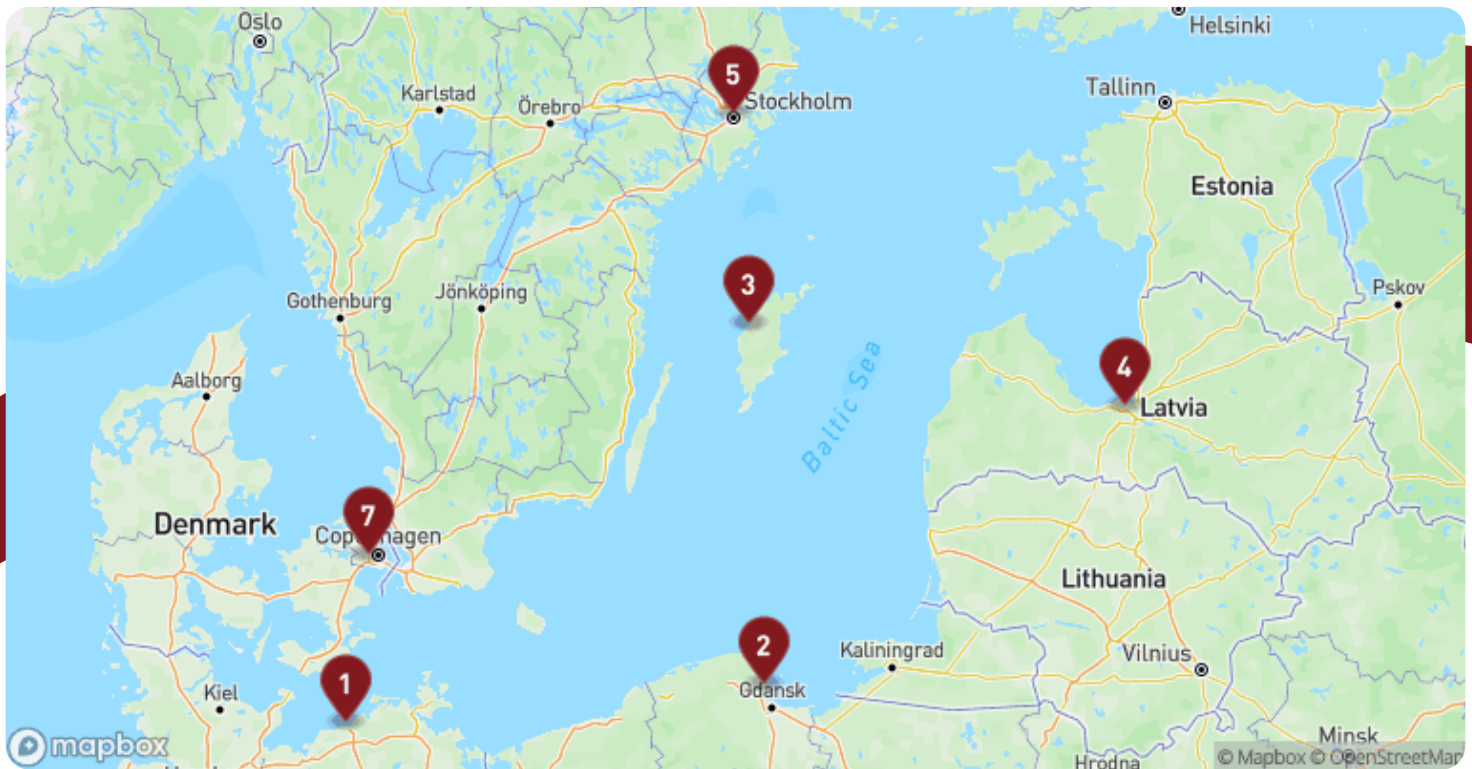 Oslo
Helsinki
5
Stockholm
Tallinn
Karlstad
Örebro
Estonia
3
Pskov
Jönköping
Gothenburg
Baltic Sea
4
Latvia
Aalborg
7
Denmark
Copenhagen
Lithuania
2
Kaliningrad
Vilnius
1
Kiel
Gdansk
Minsk
mapbox
© Mapbox © OpenStreetMap
Hrodna